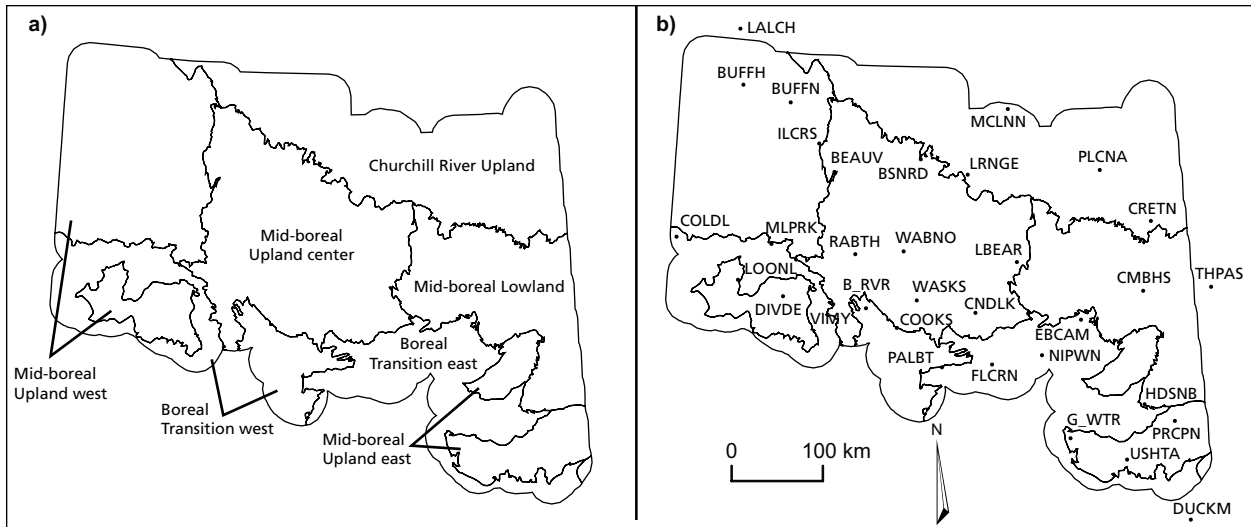 a)
Churchill River Upland
Mid-boreal
Upland center
Mid-boreal Lowland
Boreal
Transition east
Mid-boreal
Upland west
Boreal
Transition west
Mid-boreal
Upland east
b)
LALCH
BUFFH
BUFFN
MCLNN
ILCRS
BEAUV
BSNRD
LRNGE
PLCNA
COLDL
CRETN
MLPRK
RABTH
WABNO
LBEAR
LOONL
CMBHS
THPAS
B_RVR
WASKS
DIVDE
VIMY
COOKS
CNDLK
EBCAM
PALBT
NIPWN
FLCRN
HDSNB
G_WTR
PRCPN
USHTA
N
0 100 km
DUCKM